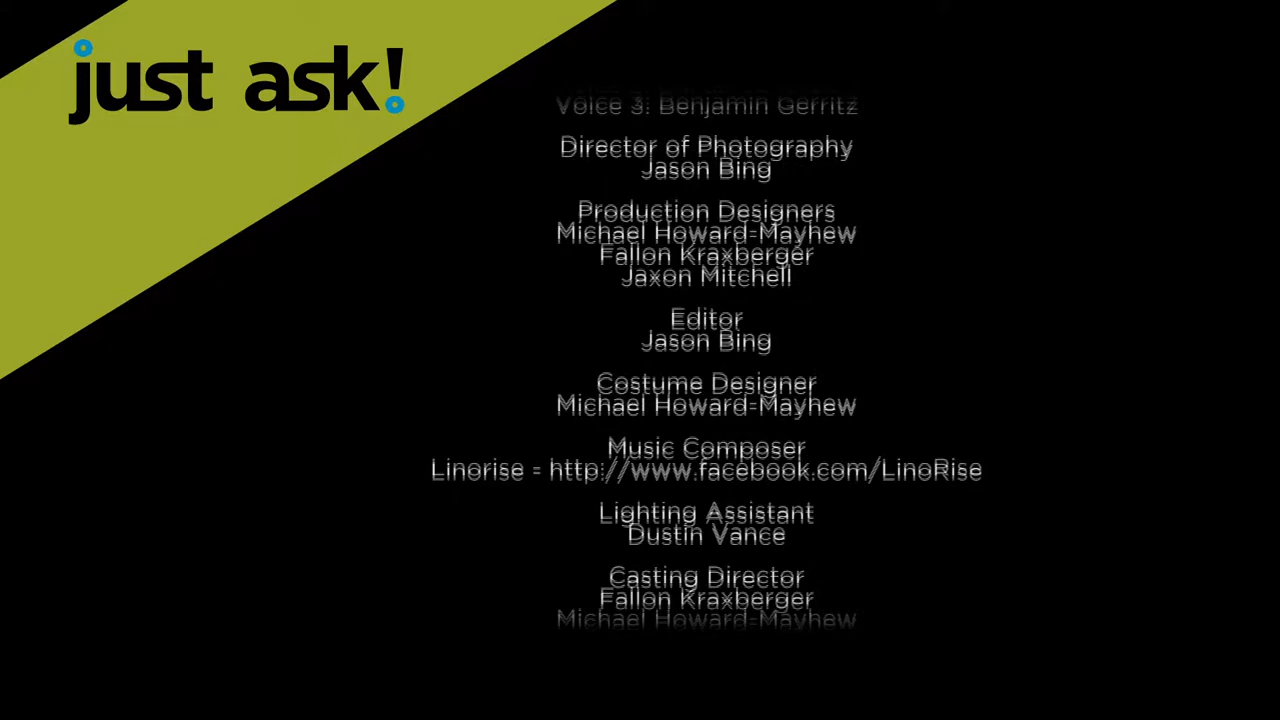 just ask!
Voice 3: Benjamin Gerritz
Director of Photography
Jason Bing
Production Designers
Michael Howard-Mayhew
Fallon Kraxberger
Jaxon Mitchell
Editor
Jason Bing
Costume Designer
Michael Howard-Mayhew
Music Composer
Linorise - http://www.facebook.com/LinoRise
Lighting Assistant
Dustin Vance
Casting Director
Fallon Kraxberger
Michael Howard-Mayhew